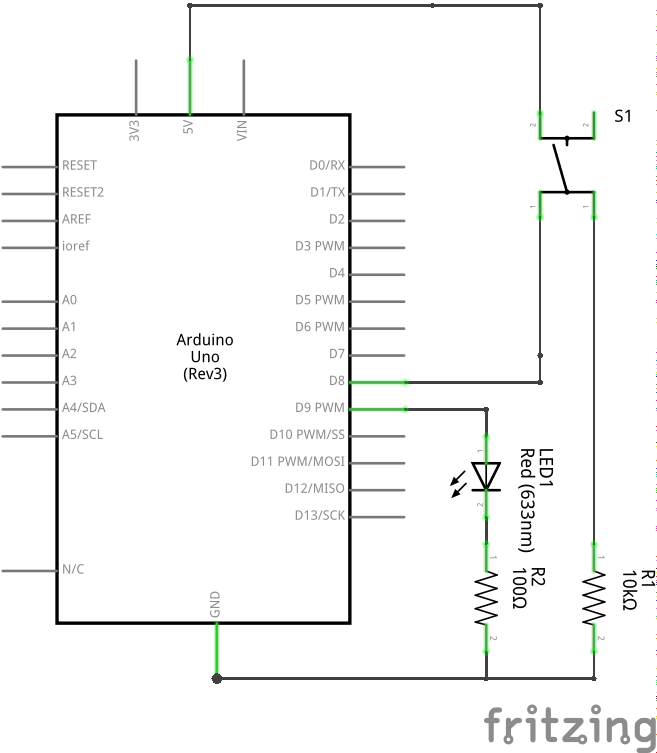 3V3
5V
VIN
S1
2
2
1
1
RESET
RESET2
AREF
ioref
A0
A1
A2
A3
A4/SDA
A5/SCL
N/C
Arduino
Uno
(Rev3)
D0/RX
D1/TX
D2
D3 PWM
D4
D5 PWM
D6 PWM
D7
D8
D9 PWM
D10 PWM/SS
D11 PWM/MOSI
D12/MISO
D13/SCK
GND
1
2
LED1
Red (633nm)
1
2
R2
100Ω
1
2
R1
10kΩ
fritzing